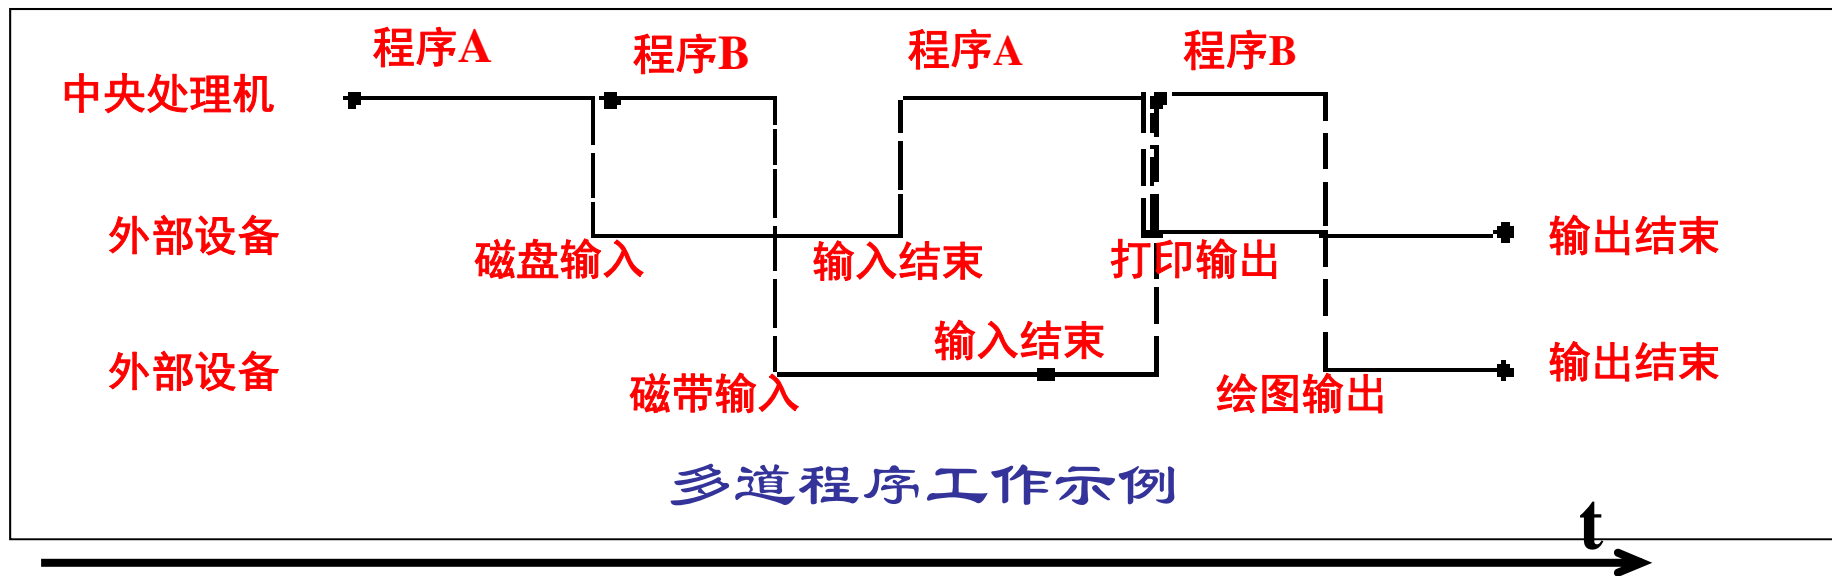 程序A
程序B
程序A
程序B
中央处理机
外部设备
磁盘输入
输入结束
打印输出
输出结束
外部设备
磁带输入
输入结束
绘图输出
输出结束
多道程序工作示例
t